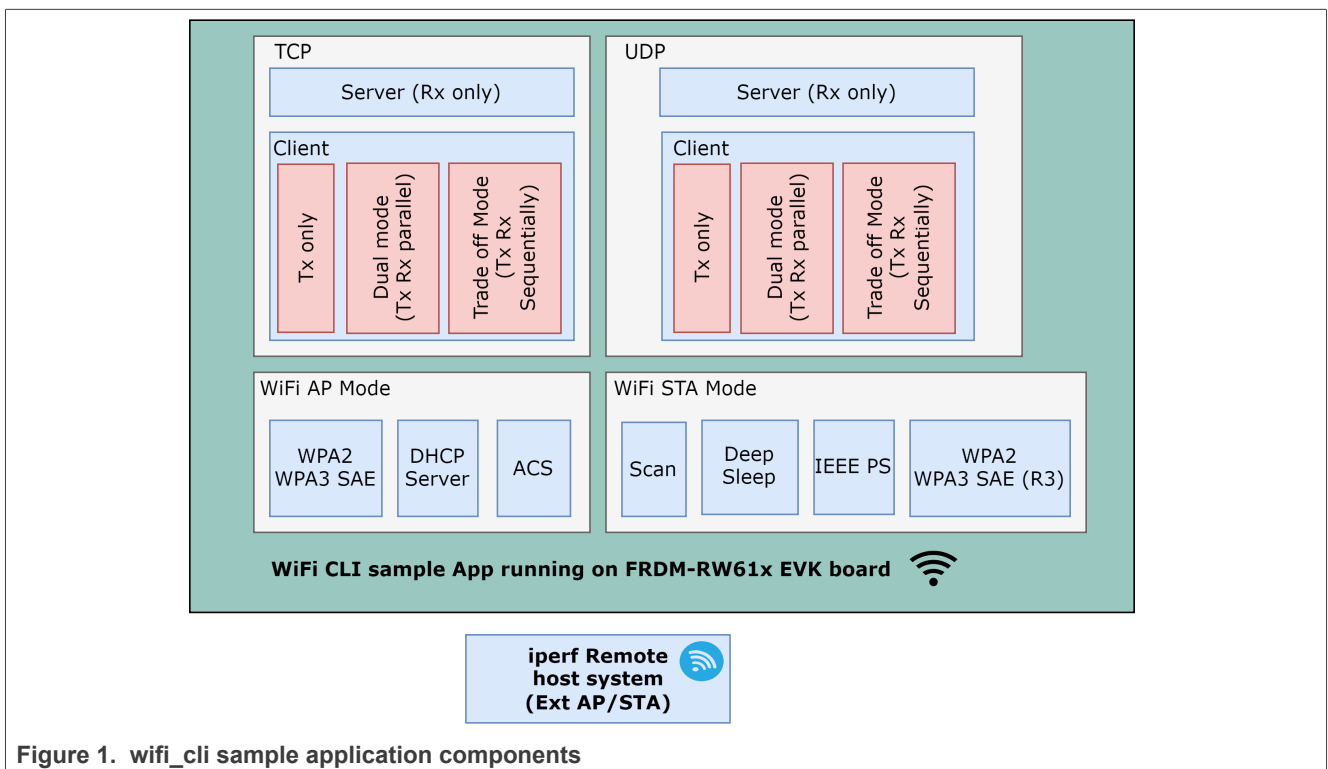 TCP
Server (Rx only)
Client
Tx only
Dual mode
(Tx Rx parallel)
Trade off Mode
(Tx Rx
Sequentially)
UDP
Server (Rx only)
Client
Tx only
Dual mode
(Tx Rx parallel)
Trade off Mode
(Tx Rx
Sequentially)
WiFi AP Mode
WPA2
WPA3 SAE
DHCP
Server
ACS
WiFi STA Mode
Scan
Deep
Sleep
IEEE PS
WPA2
WPA3 SAE (R3)
WiFi CLI sample App running on FRDM-RW61x EVK board
iperf Remote
host system
(Ext AP/STA)
Figure 1. wifi_cli sample application components